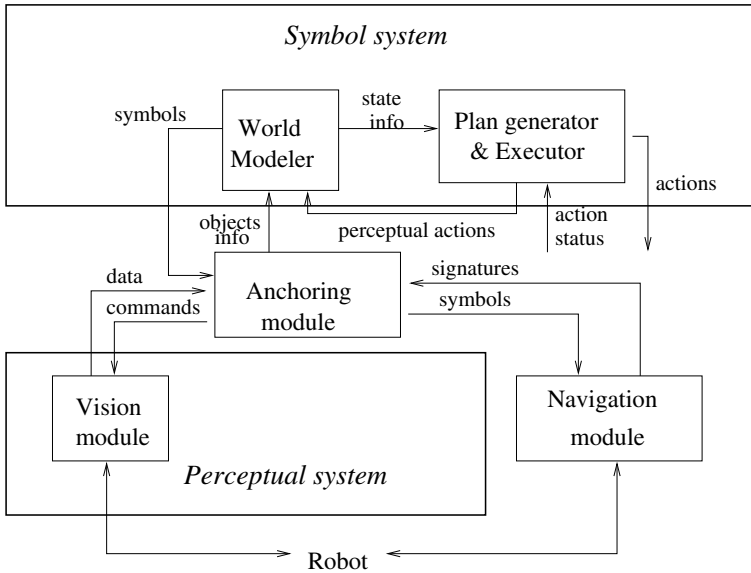 Symbol system
symbols
World
Modeler
state
info
Plan generator
& Executor
actions
objects
info
perceptual actions
action
status
data
commands
Anchoring
module
signatures
symbols
Vision
module
Navigation
module
Perceptual system
Robot